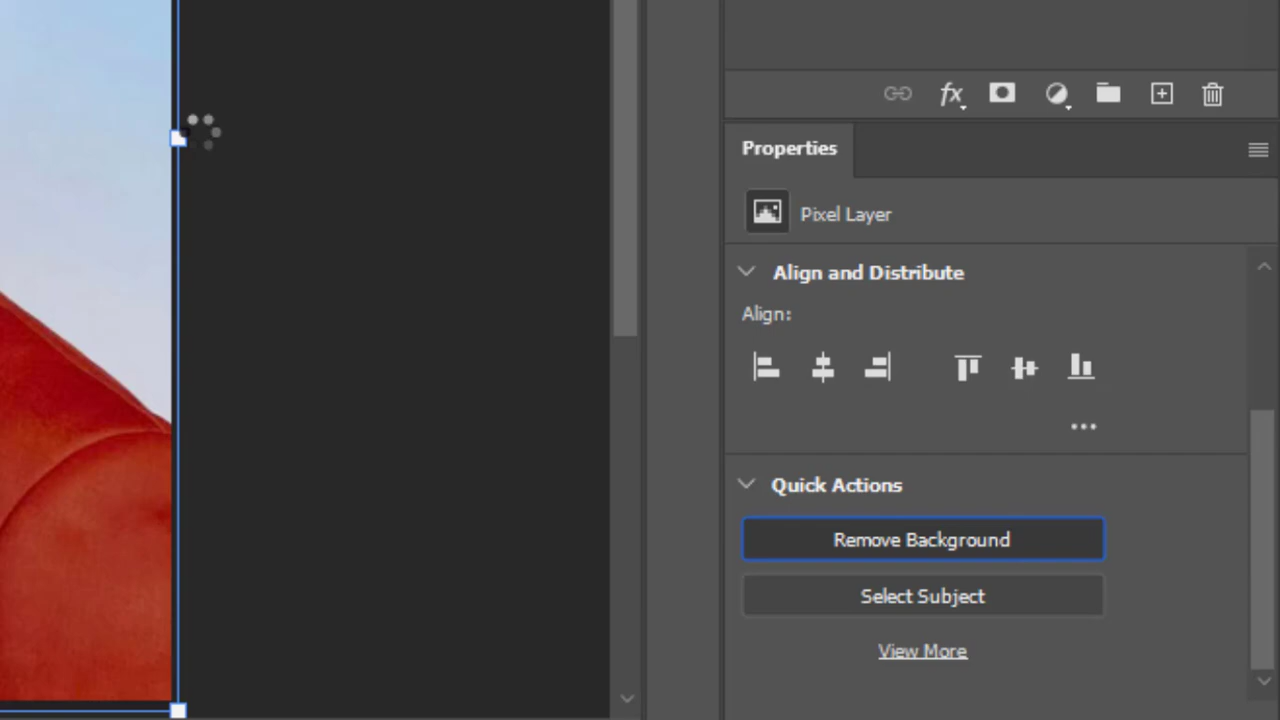 fx
Properties
Pixel Layer
Align and Distribute
Align:
Quick Actions
Remove Background
Select Subject
View More